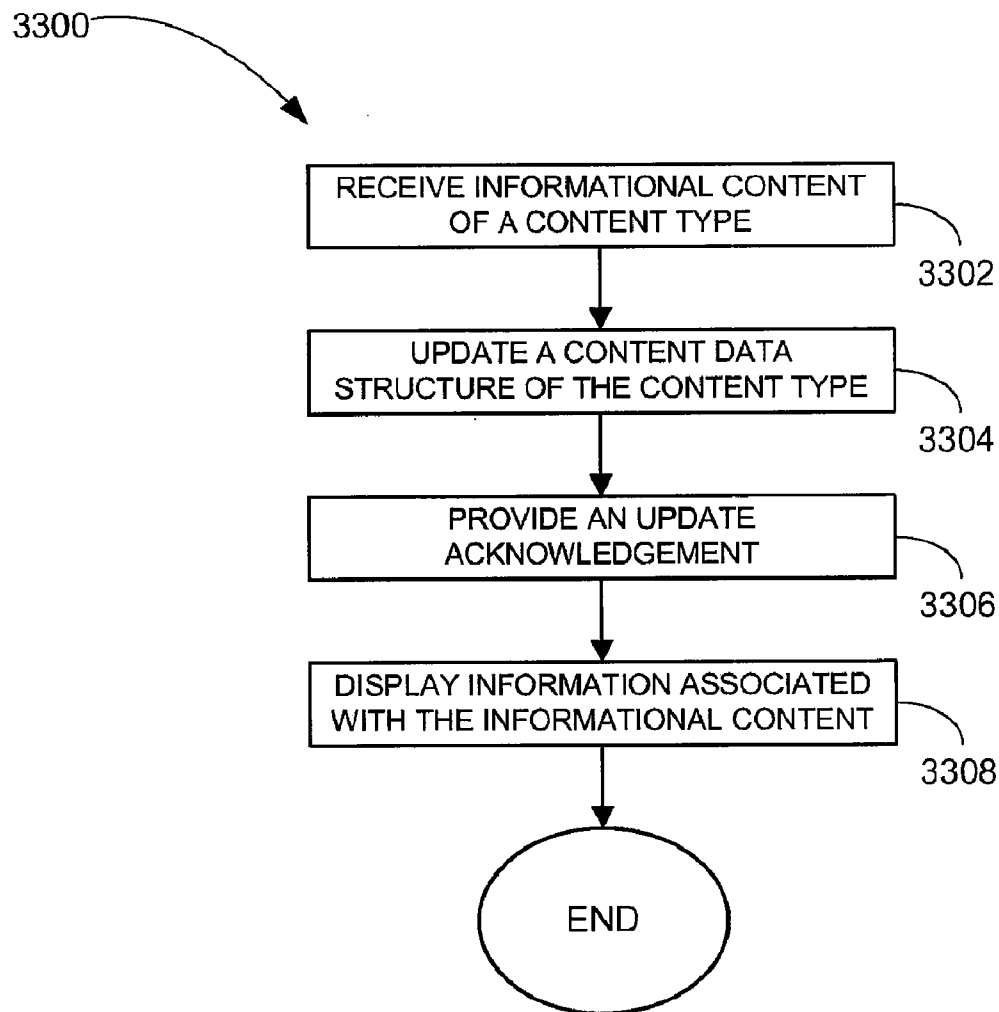 3300
RECEIVE INFORMATIONAL CONTENT
OF A CONTENT TYPE
3302
UPDATE A CONTENT DATA
STRUCTURE OF THE CONTENT TYPE
3304
PROVIDE AN UPDATE
ACKNOWLEDGEMENT
3306
DISPLAY INFORMATION ASSOCIATED
WITH THE INFORMATIONAL CONTENT
3308
END